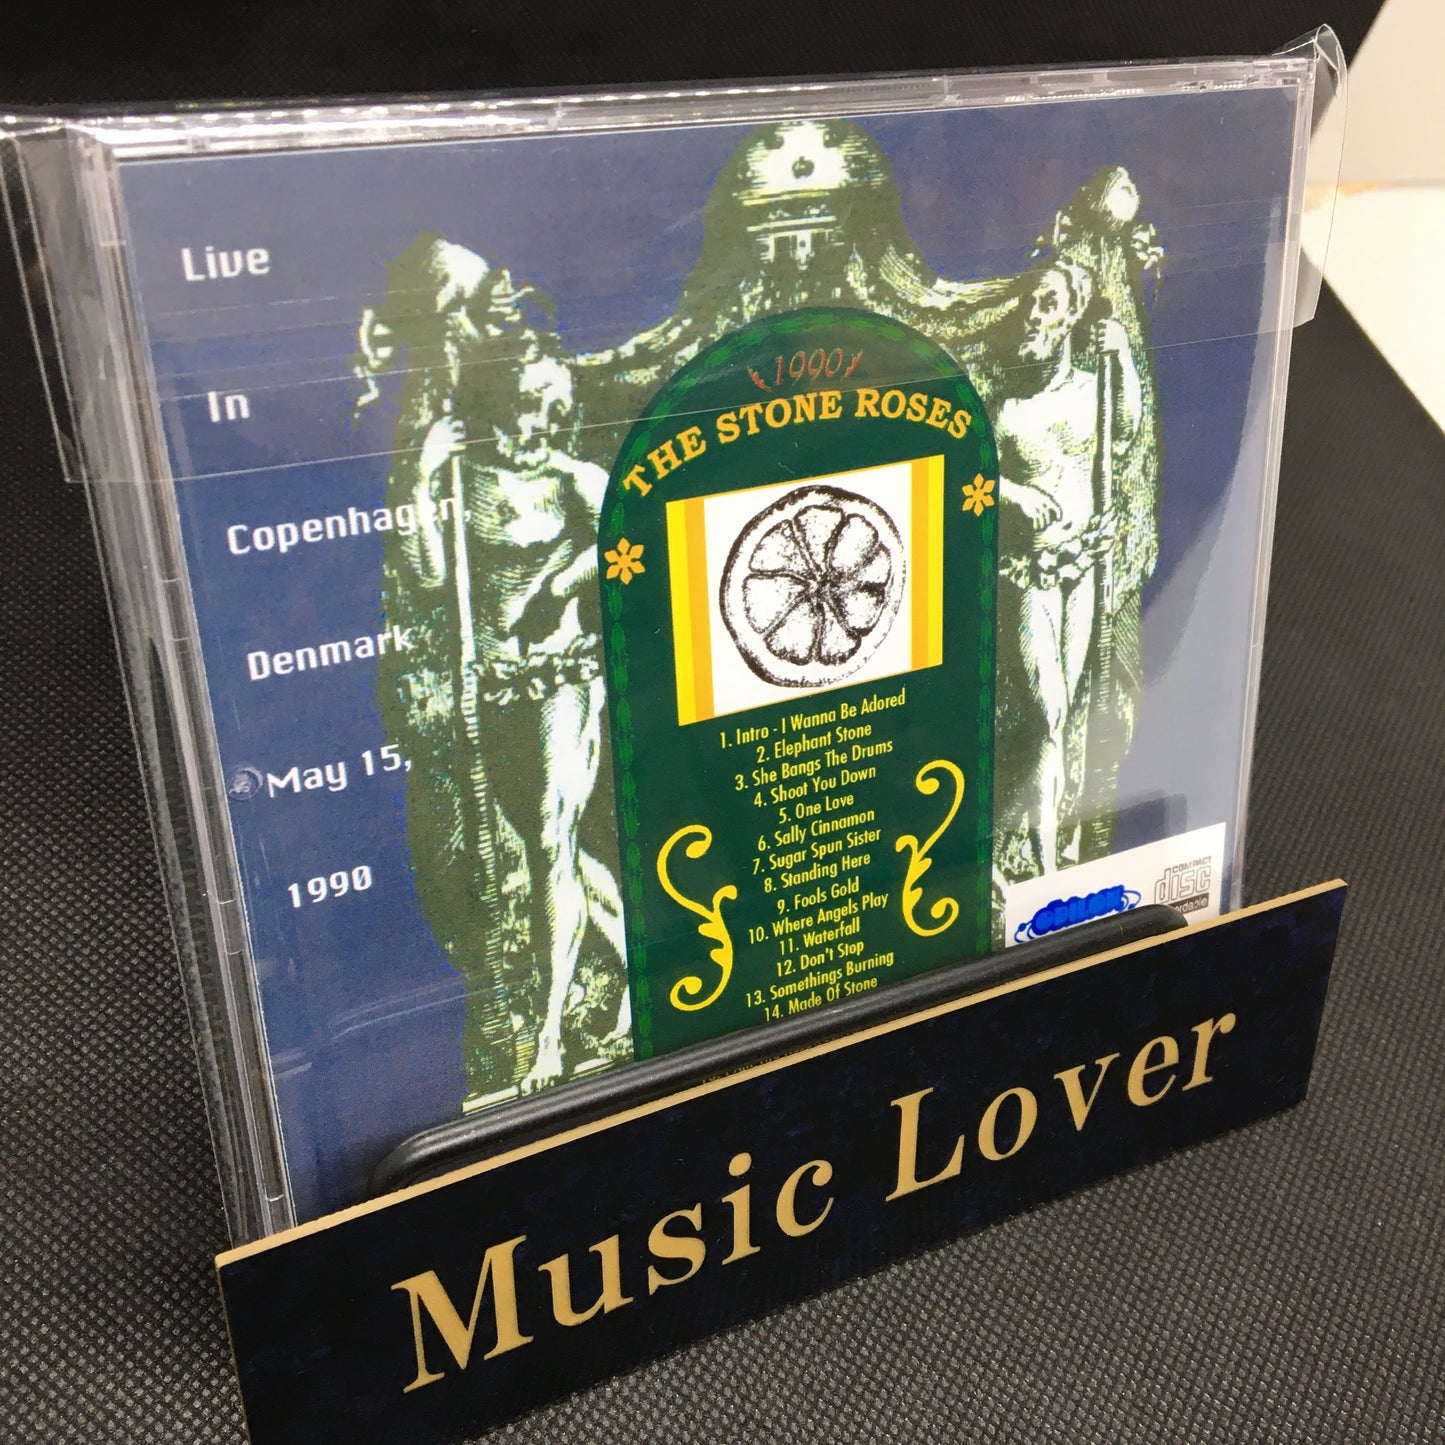 Live
In
Copenhagen,
Denmark
May 15,
1990
1990
THE STONE ROSES
1. Intro - I Wanna Be Adored
2. Elephant Stone
3. She Bangs The Drums
4. Shoot You Down
5. One Love
6. Sally Cinnamon
7. Sugar Spun Sister
8. Standing Here
9. Fools Gold
10. Where Angels Play
11. Waterfall
12. Don't Stop
13. Somethings Burning
14. Made Of Stone
COMPACT
disc
Music Lover